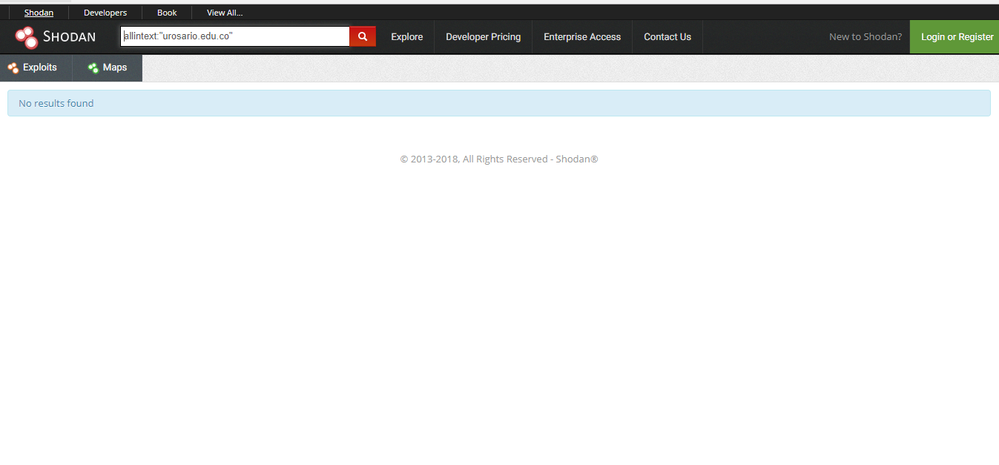 Shodan Developers Book View All...
SHODAN allintext:"urosario.edu.co" Explore Developer Pricing Enterprise Access Contact Us New to Shodan? Login or Register
Exploits Maps
No results found
© 2013-2018, All Rights Reserved - Shodan®